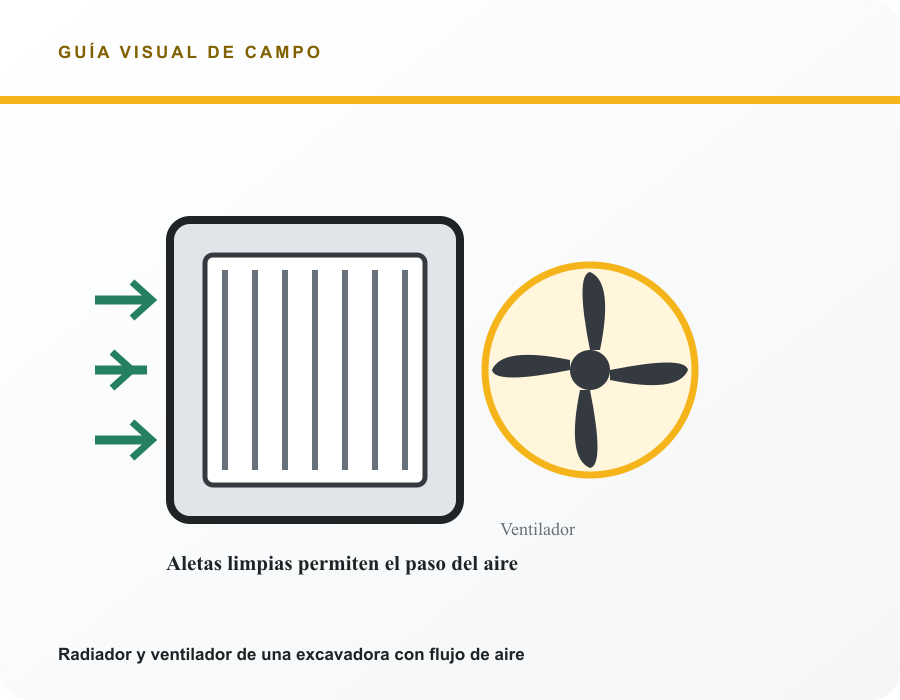 GUÍA VISUAL DE CAMPO
Ventilador
Aletas limpias permiten el paso del aire
Radiador y ventilador de una excavadora con flujo de aire